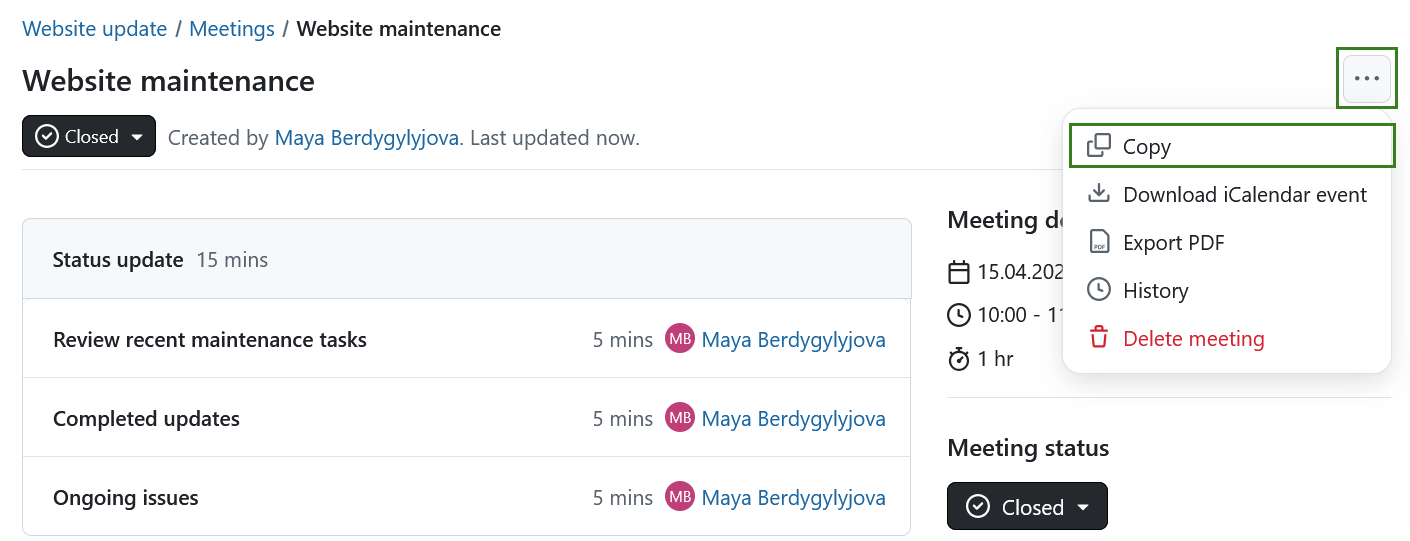 Website update / Meetings / Website maintenance
Website maintenance
Closed Created by Maya Berdygylyjova. Last updated now.
Copy
Download iCalendar event
Export PDF
History
Delete meeting
Status update 15 mins
Review recent maintenance tasks 5 mins MB Maya Berdygylyjova
Completed updates 5 mins MB Maya Berdygylyjova
Ongoing issues 5 mins MB Maya Berdygylyjova
Meeting
15.04.202
10:00 - 1
1 hr
Meeting status
Closed